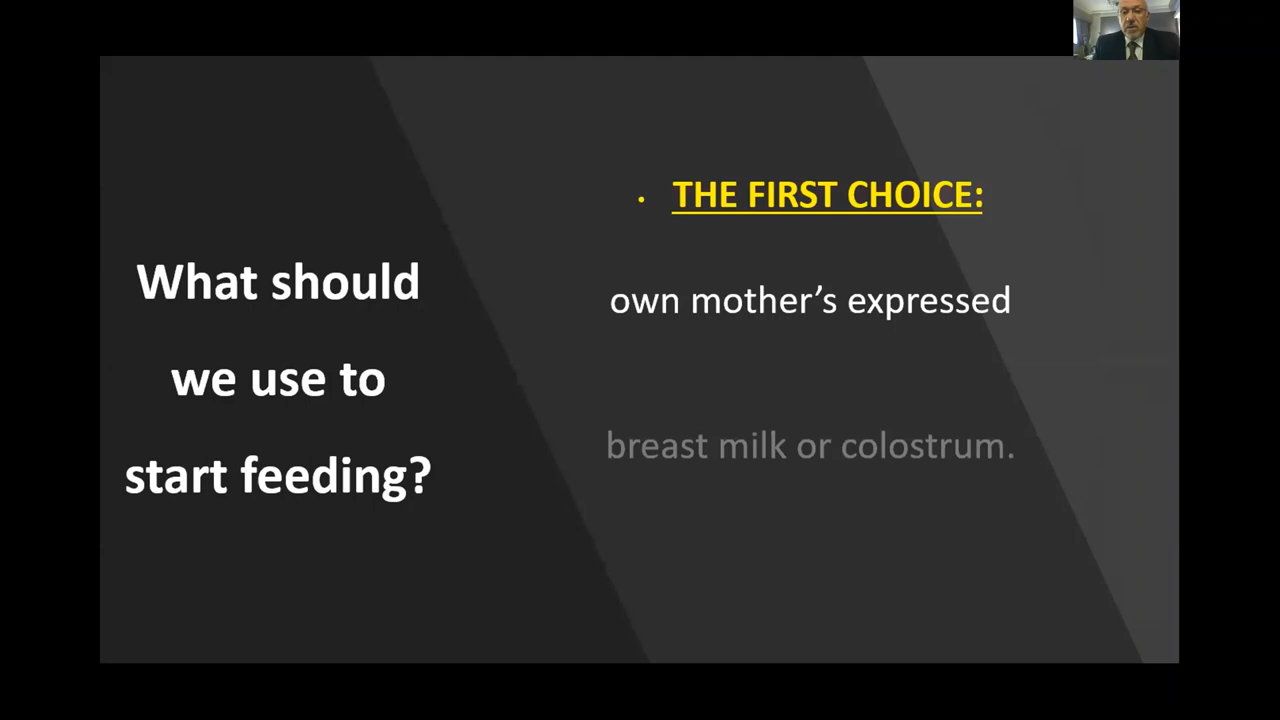 What should
we use to
start feeding?
· THE FIRST CHOICE:
own mother’s expressed
breast milk or colostrum.